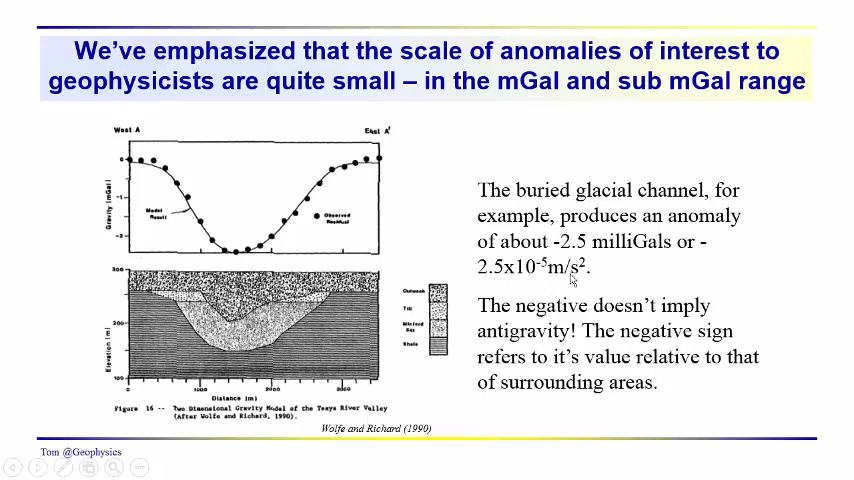 We've emphasized that the scale of anomalies of interest to
geophysicists are quite small – in the mGal and sub mGal range
West A
East A'
0
-1
-2
Gravity (mGal)
Model
Result
Observed
Residual
300
200
100
Elevation (m)
Outwash
Till
Minford
Shale
0
1000
2000
3000
Distance (m)
Figure 16 -- Two Dimensional Gravity Model of the Teays River Valley
(After Wolfe and Richard, 1990).
Wolfe and Richard (1990)
The buried glacial channel, for
example, produces an anomaly
of about -2.5 milliGals or -
2.5x10⁻⁵m/s².
The negative doesn't imply
antigravity! The negative sign
refers to it's value relative to that
of surrounding areas.
Tom @Geophysics